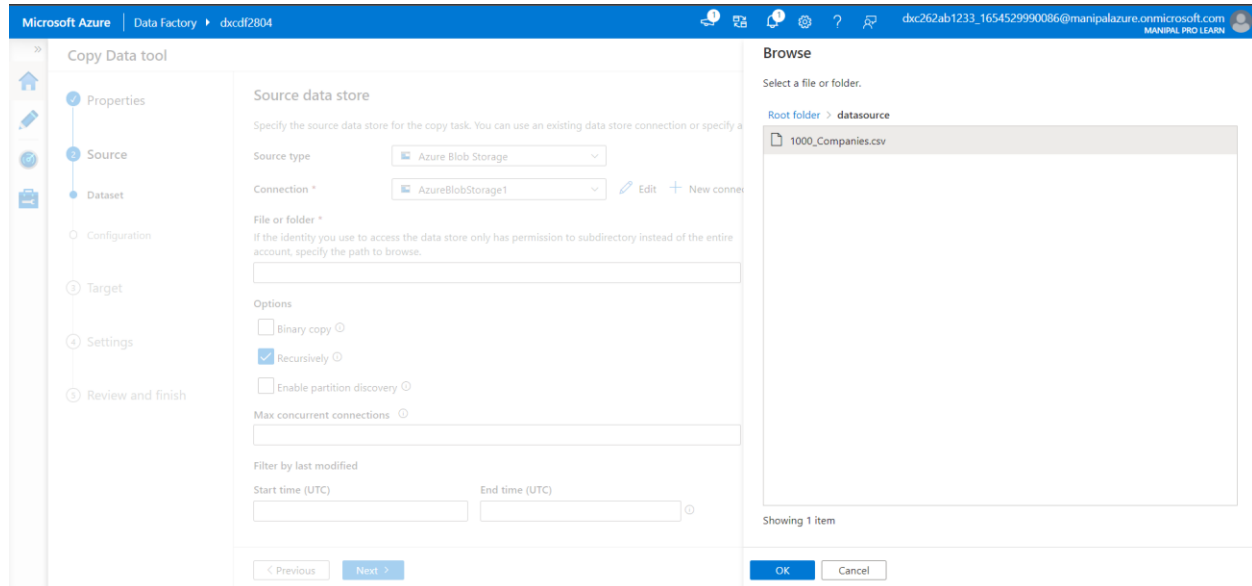 Microsoft Azure | Data Factory ▸ dxcdf2804
1
1
?
dxc262ab1233_1654529990086@manipalazure.onmicrosoft.com
MANIPAL PRO LEARN
»
Copy Data tool
Properties
2 Source
Dataset
Configuration
3 Target
4 Settings
5 Review and finish
Source data store
Specify the source data store for the copy task. You can use an existing data store connection or specify a
Source type Azure Blob Storage
Connection * AzureBlobStorage1 Edit + New connec
File or folder *
If the identity you use to access the data store only has permission to subdirectory instead of the entire
account, specify the path to browse.
Options
Binary copy
Recursively
Enable partition discovery
Max concurrent connections
Filter by last modified
Start time (UTC) End time (UTC)
< Previous Next >
Browse
Select a file or folder.
Root folder > datasource
1000_Companies.csv
Showing 1 item
OK Cancel